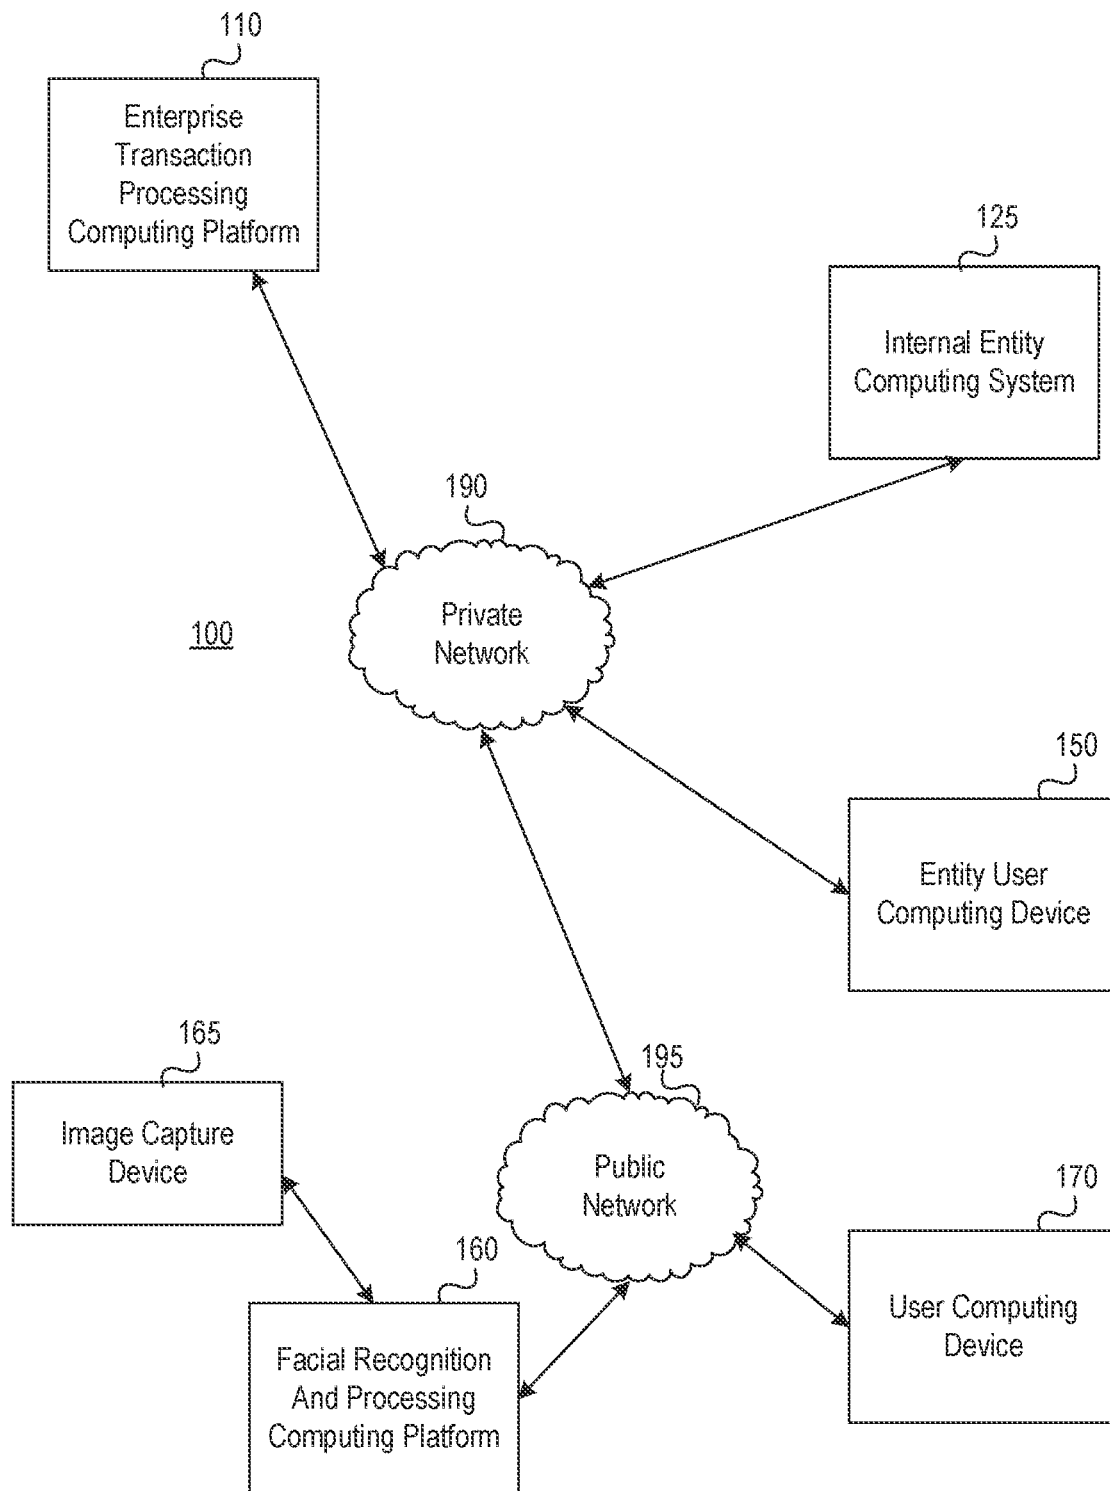 110
Enterprise
Transaction
Processing
Computing Platform
125
Internal Entity
Computing System
190
Private
Network
100
150
Entity User
Computing Device
165
Image Capture
Device
195
Public
Network
170
User Computing
Device
160
Facial Recognition
And Processing
Computing Platform